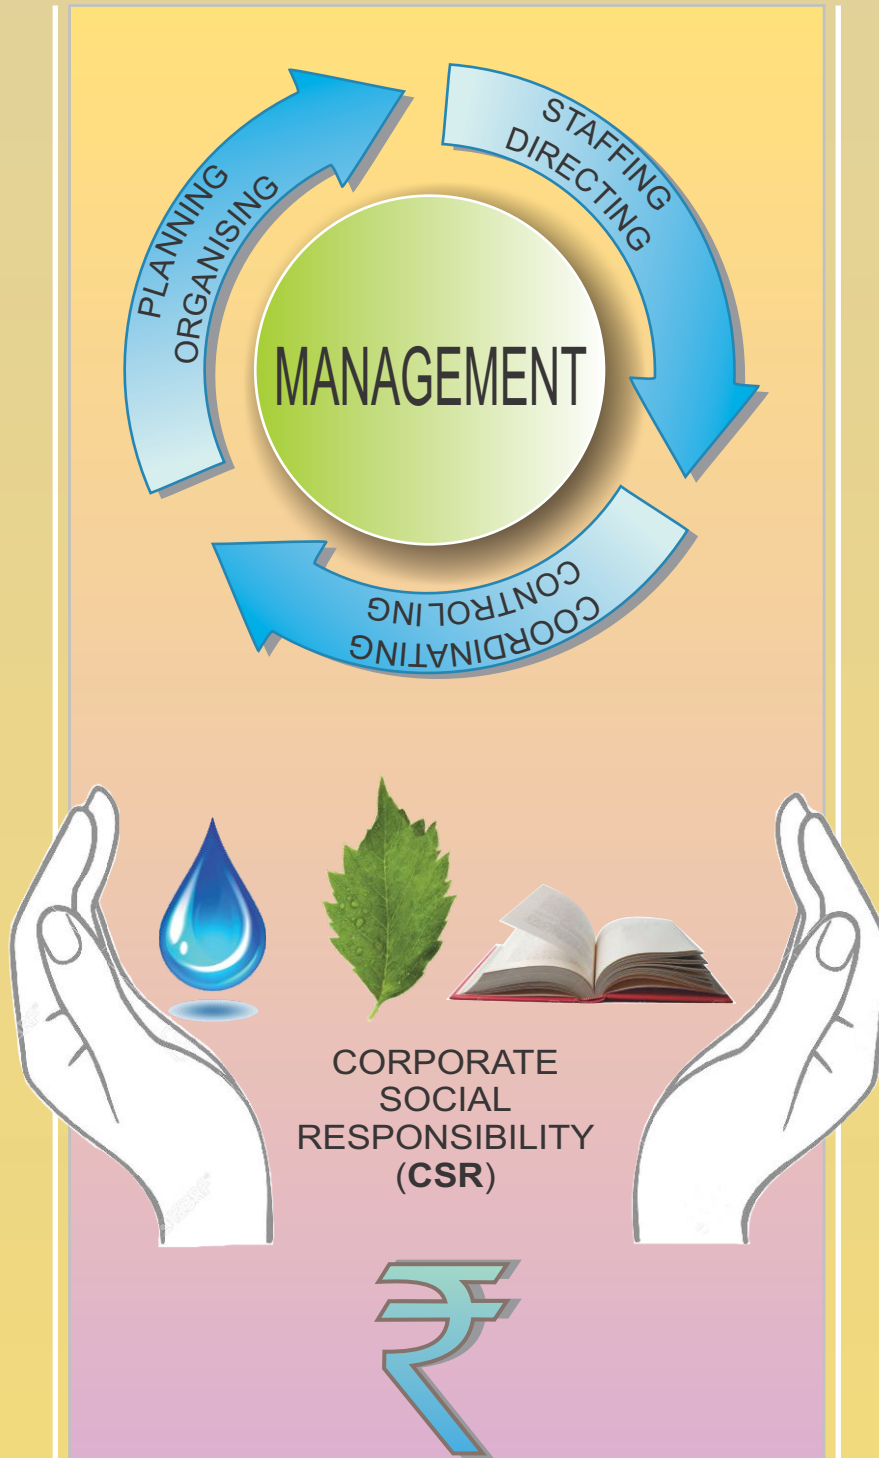 PLANNING
ORGANISING
STAFFING
DIRECTING
MANAGEMENT
CONTROLING
COORDINATING
CORPORATE
SOCIAL
RESPONSIBILITY
(CSR)
₹